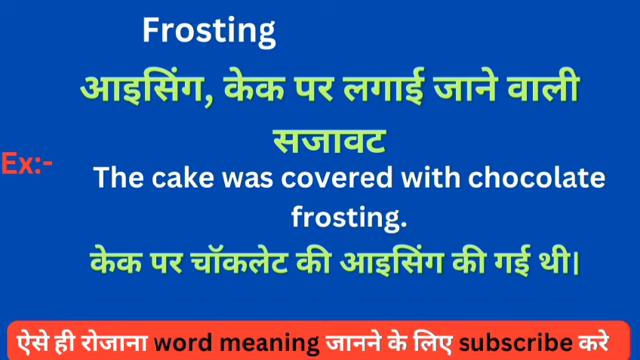 Frosting
आइसिंग, केक पर लगाई जाने वाली
सजावट
Ex:-
The cake was covered with chocolate
frosting.
केक पर चॉकलेट की आइसिंग की गई थी।
ऐसे ही रोजाना word meaning जानने के लिए subscribe करे